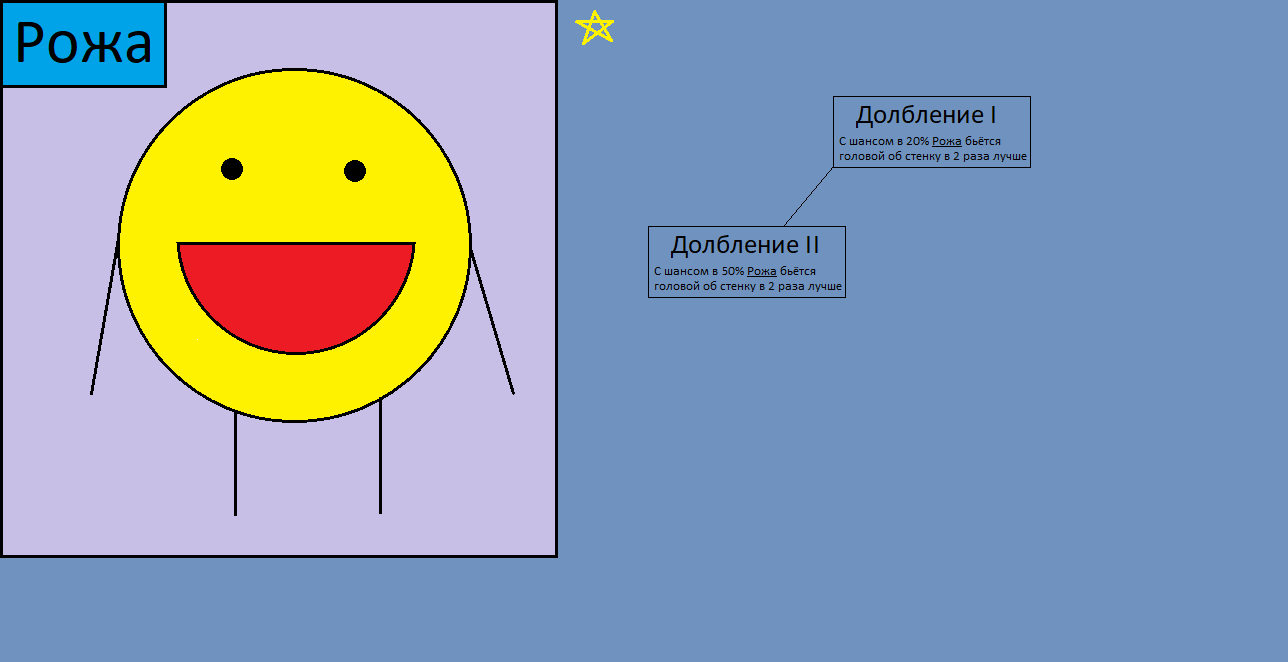 Рожа
Долбление I
С шансом в 20% Рожа бьётся
головой об стенку в 2 раза лучше
Долбление II
С шансом в 50% Рожа бьётся
головой об стенку в 2 раза лучше